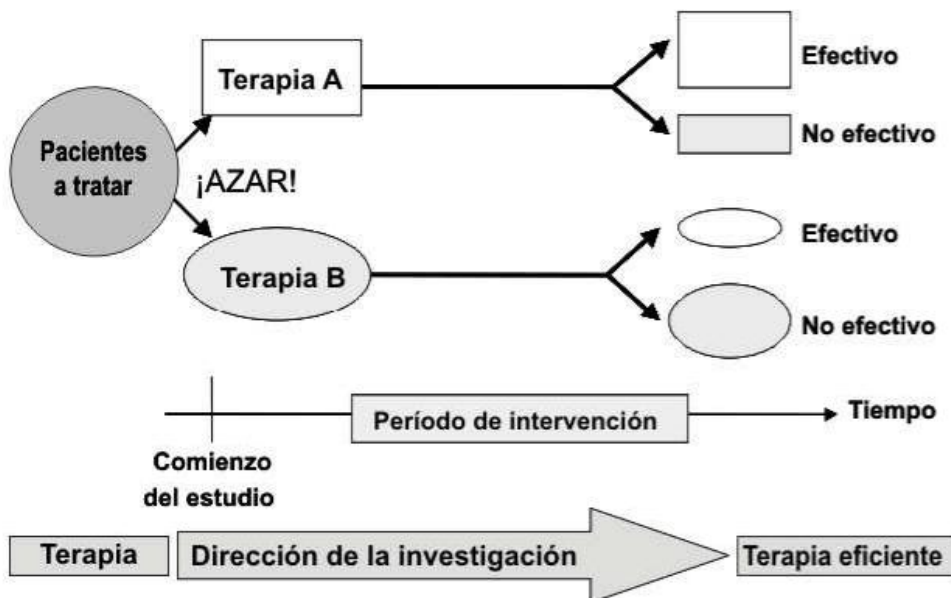 Terapia A
Efectivo
No efectivo
Pacientes
a tratar
¡AZAR!
Terapia B
Efectivo
No efectivo
Período de intervención
Tiempo
Comienzo
del estudio
Terapia
Dirección de la investigación
Terapia eficiente